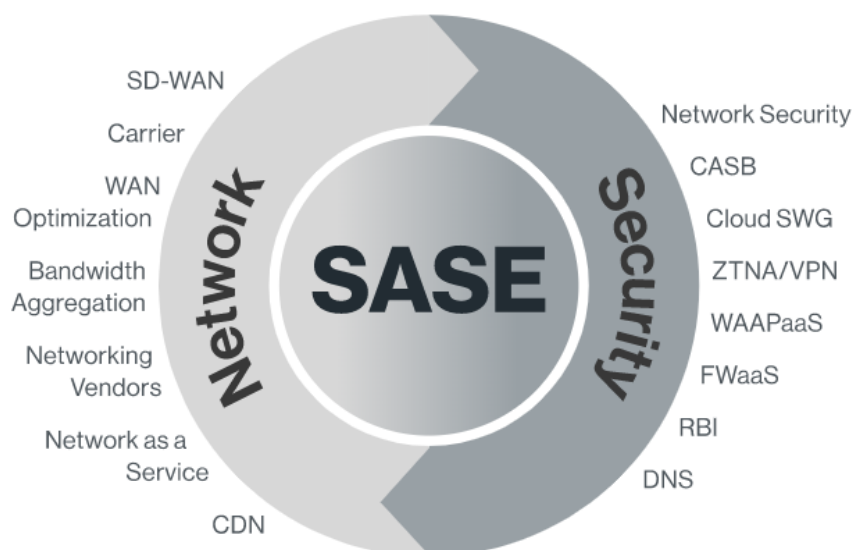 SD-WAN
Carrier
WAN
Optimization
Bandwidth
Aggregation
Networking
Vendors
Network as a
Service
CDN
Network
SASE
Security
Network Security
CASB
Cloud SWG
ZTNA/VPN
WAAPaaS
FWaaS
RBI
DNS